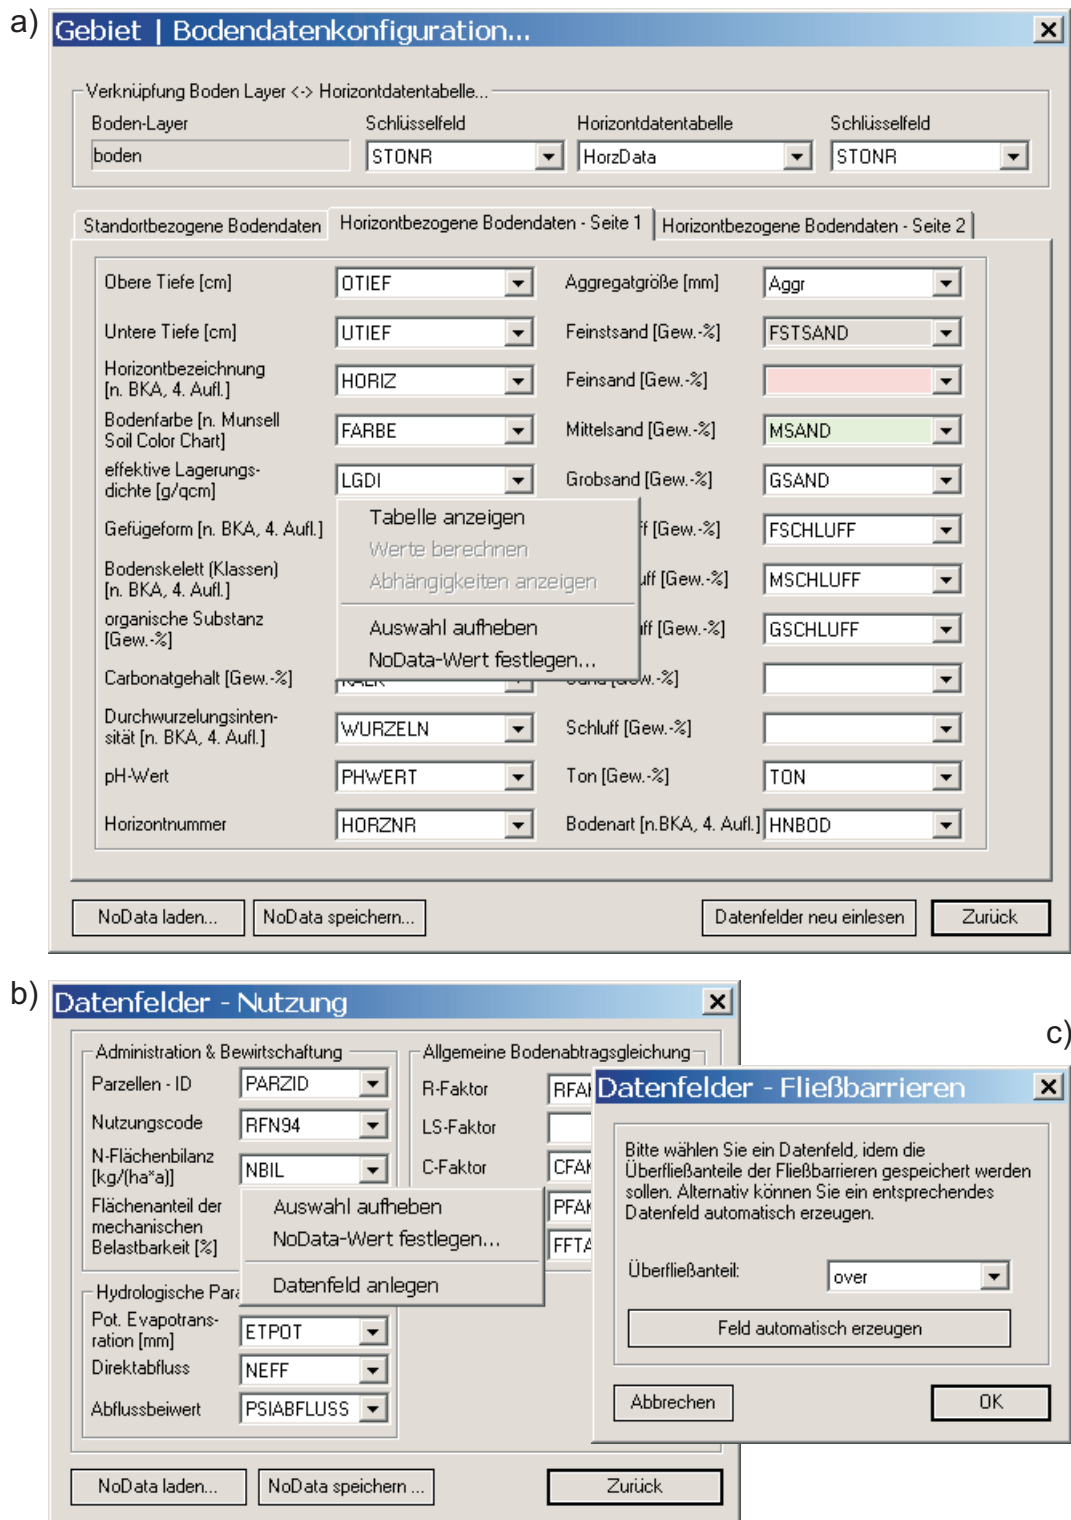 a)
Gebiet | Bodendatenkonfiguration...
Verknüpfung Boden Layer <-> Horizontdatentabelle...
Boden-Layer Schlüsselfeld Horizontdatentabelle Schlüsselfeld
boden STONR HorzData STONR
Standortbezogene Bodendaten Horizontbezogene Bodendaten - Seite 1 Horizontbezogene Bodendaten - Seite 2
Obere Tiefe [cm] OTIEF Aggregatgröße [mm] Aggr
Untere Tiefe [cm] UTIEF Feinstsand [Gew.-%] FSTSAND
Horizontbezeichnung
[n. BKA, 4. Aufl.] HORIZ Feinsand [Gew.-%]
Bodenfarbe [n. Munsell
Soil Color Chart] FARBE Mittelsand [Gew.-%] MSAND
effektive Lagerungs-
dichte [g/qcm] LGDI Grobsand [Gew.-%] GSAND
Gefügeform [n. BKA, 4. Aufl.] [Gew.-%] FSCHLUFF
Bodenskelett (Klassen)
[n. BKA, 4. Aufl.] [Gew.-%] MSCHLUFF
organische Substanz
[Gew.-%] [Gew.-%] GSCHLUFF
Tabelle anzeigen
Werte berechnen
Abhängigkeiten anzeigen
Auswahl aufheben
NoData-Wert festlegen...
Carbonatgehalt [Gew.-%]
Durchwurzelungsinten-
sität [n. BKA, 4. Aufl.] WURZELN Schluff [Gew.-%]
pH-Wert PHWERT Ton [Gew.-%] TON
Horizontnummer HORZNR Bodenart [n.BKA, 4. Aufl.] HNBOD
NoData laden... NoData speichern... Datenfelder neu einlesen Zurück
b)
Datenfelder - Nutzung
Administration & Bewirtschaftung
Parzellen - ID PARZID
Nutzungscode RFN94
N-Flächenbilanz
[kg/(ha*a)] NBIL
Flächenanteil der
mechanischen
Belastbarkeit [%]
Auswahl aufheben
NoData-Wert festlegen...
Datenfeld anlegen
Allgemeine Bodenabtragsgleichung
R-Faktor
LS-Faktor
C-Faktor
Hydrologische
Pot. Evapotrans-
ration [mm] ETPOT
Direktabfluss NEFF
Abflussbeiwert PSIABFLUSS
NoData laden... NoData speichern ... Zurück
c)
Datenfelder - Fließbarrieren
Bitte wählen Sie ein Datenfeld, idem die
Überfließanteile der Fließbarrieren gespeichert werden
sollen. Alternativ können Sie ein entsprechendes
Datenfeld automatisch erzeugen.
Überfließanteil: over
Feld automatisch erzeugen
Abbrechen OK